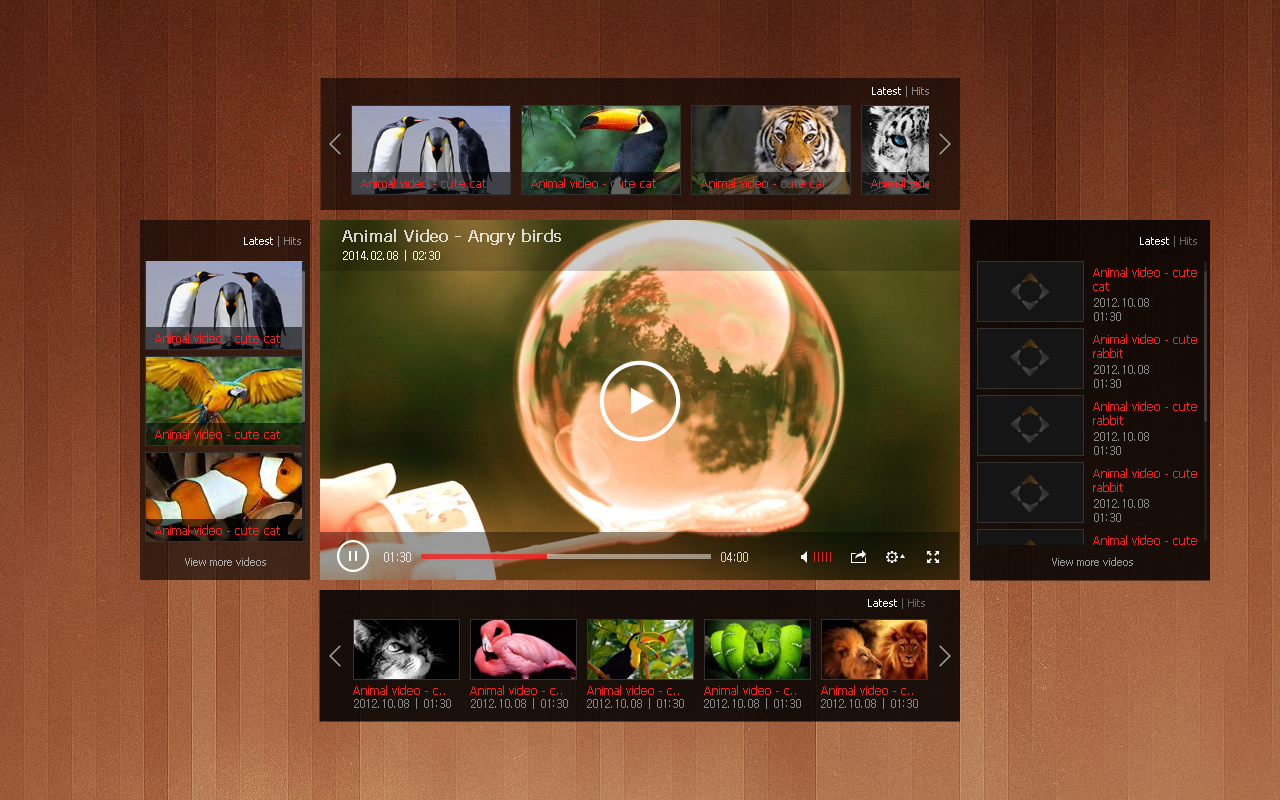 Latest | Hits
Animal video - cute cat
Animal video - cute cat
Animal video - cute ca
Animal vide
Latest | Hits
Animal video - cute cat
Animal video - cute cat
Animal video - cute cat
View more videos
Animal Video - Angry birds
2014.02.08 | 02:30
01:30
04:00
Latest | Hits
Animal video - cute
cat
2012.10.08
01:30
Animal video - cute
rabbit
2012.10.08
01:30
Animal video - cute
rabbit
2012.10.08
01:30
Animal video - cute
rabbit
2012.10.08
01:30
Animal video - cute
View more videos
Latest | Hits
Animal video - c..
2012.10.08 | 01:30
Animal video - c..
2012.10.08 | 01:30
Animal video - c..
2012.10.08 | 01:30
Animal video - c..
2012.10.08 | 01:30
Animal video - c..
2012.10.08 | 01:30